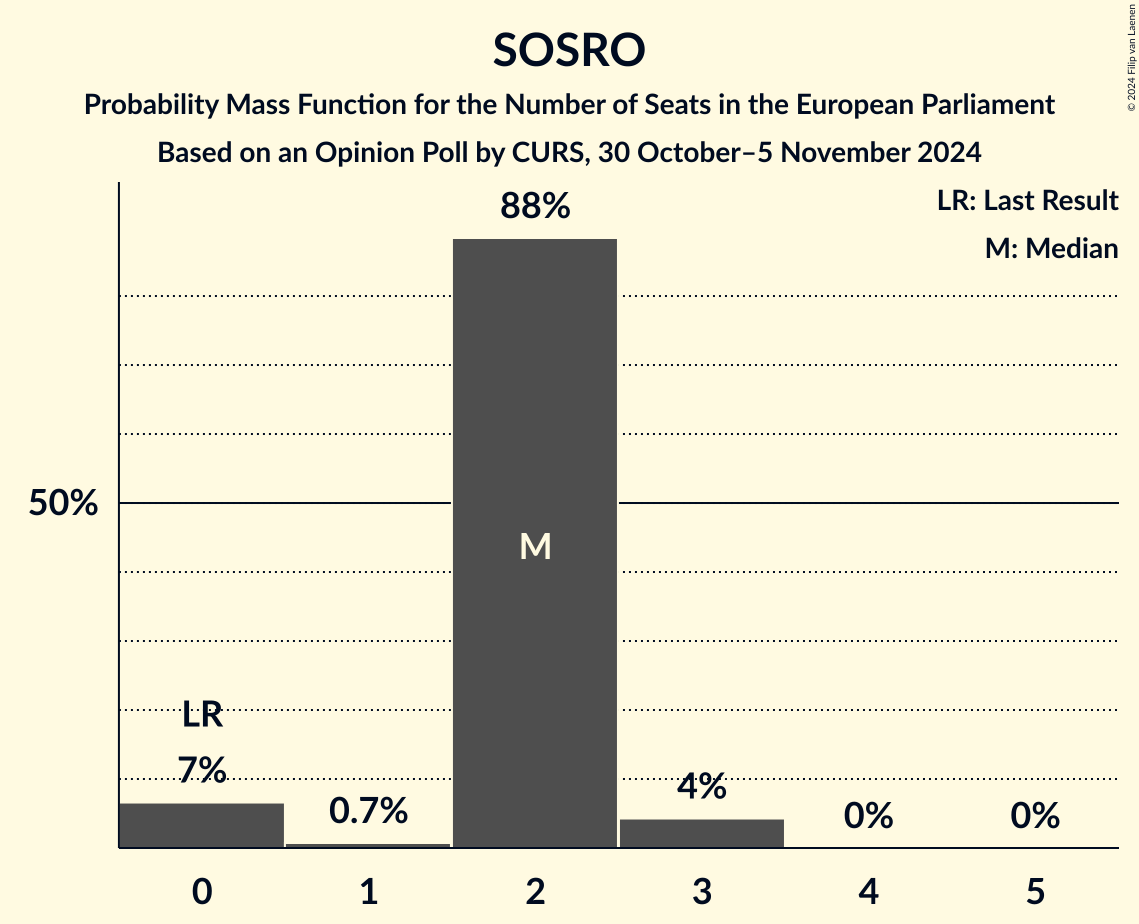 SOSRO
Probability Mass Function for the Number of Seats in the European Parliament
Based on an Opinion Poll by CURS, 30 October–5 November 2024
© 2024 Filip van Laenen
LR: Last Result
M: Median
88%
50%
M
LR
7%
0.7%
4%
0%
0%
0 1 2 3 4 5